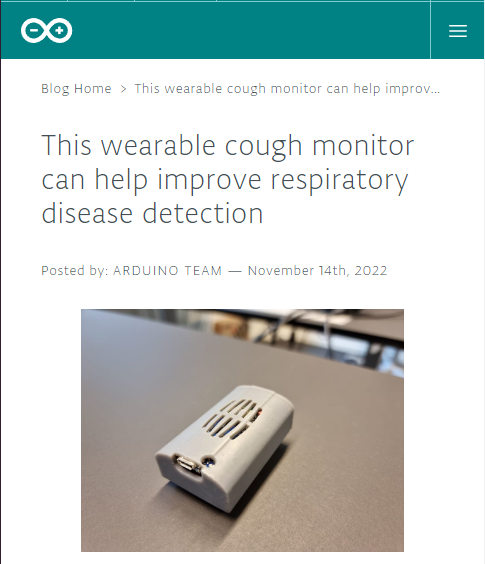 Blog Home > This wearable cough monitor can help improv...
This wearable cough monitor
can help improve respiratory
disease detection
Posted by: ARDUINO TEAM — November 14th, 2022